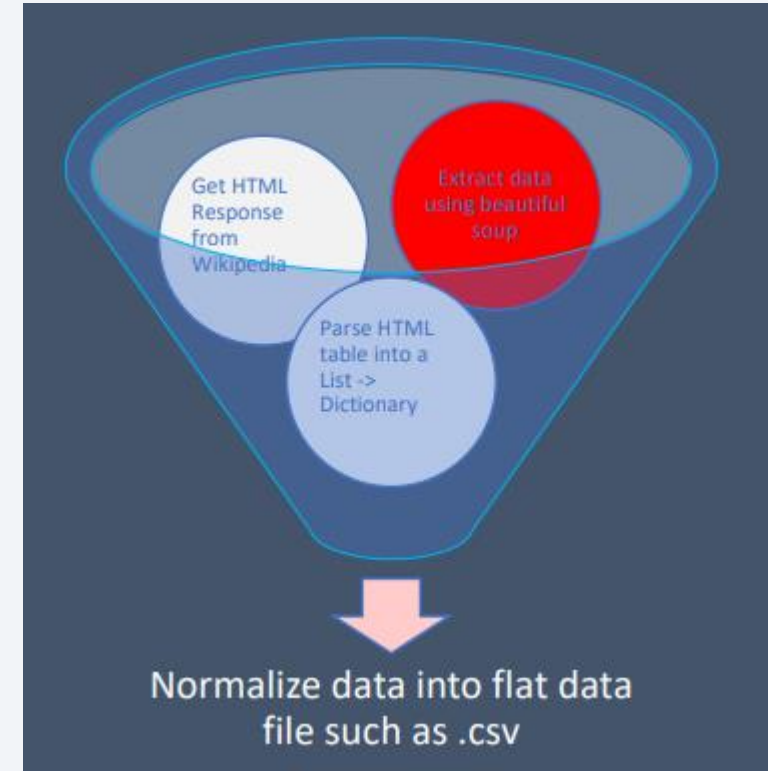 Get HTML
Response
from
Wikipedia
Extract data
using beautiful
soup
Parse HTML
table into a
List ->
Dictionary
Normalize data into flat data
file such as .csv